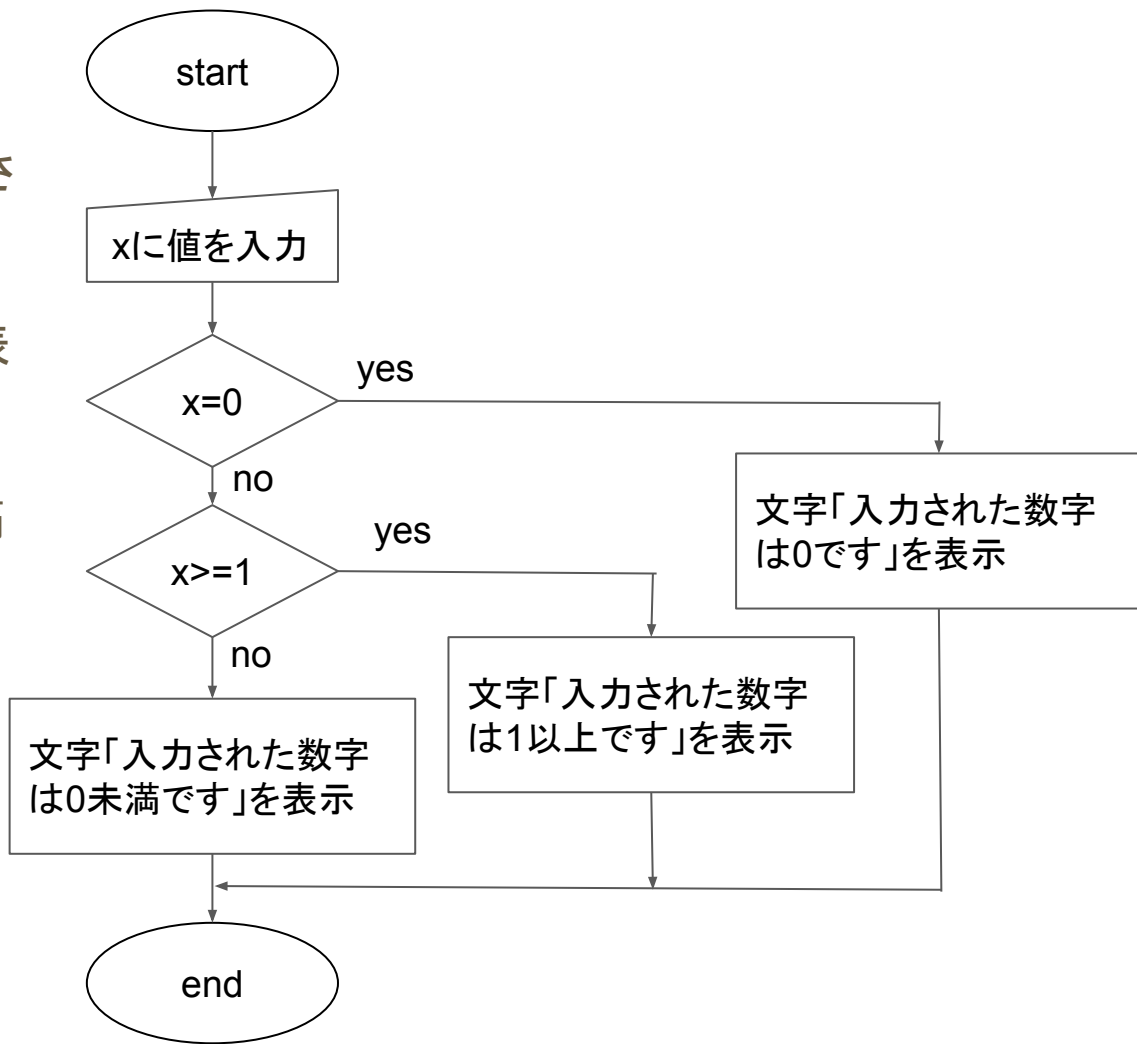 start
xに値を入力
x=0
yes
no
文字「入力された数字
は0です」を表示
x>=1
yes
no
文字「入力された数字
は1以上です」を表示
文字「入力された数字
は0未満です」を表示
end